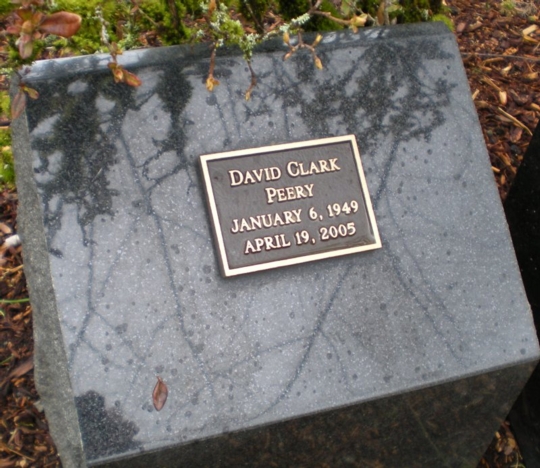 DAVID CLARK
PEERY
JANUARY 6, 1949
APRIL 19, 2005